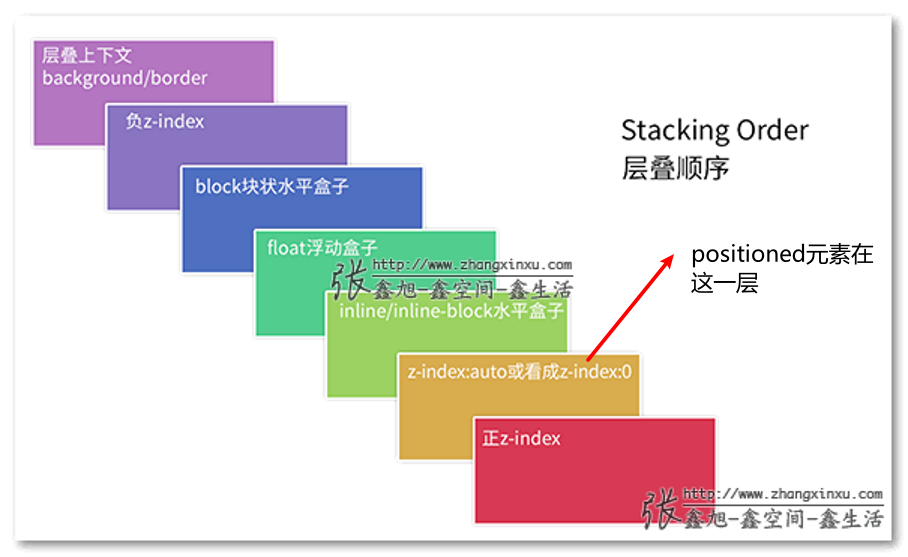 层叠上下文
background/border
负z-index
block块状水平盒子
float浮动盒子
inline/inline-block水平盒子
z-index:auto或看成z-index:0
正z-index
Stacking Order
层叠顺序
positioned元素在
这一层
张
http://www.zhangxinxu.com
鑫旭-鑫空间-鑫生活
张
http://www.zhangxinxu.com
鑫旭-鑫空间-鑫生活